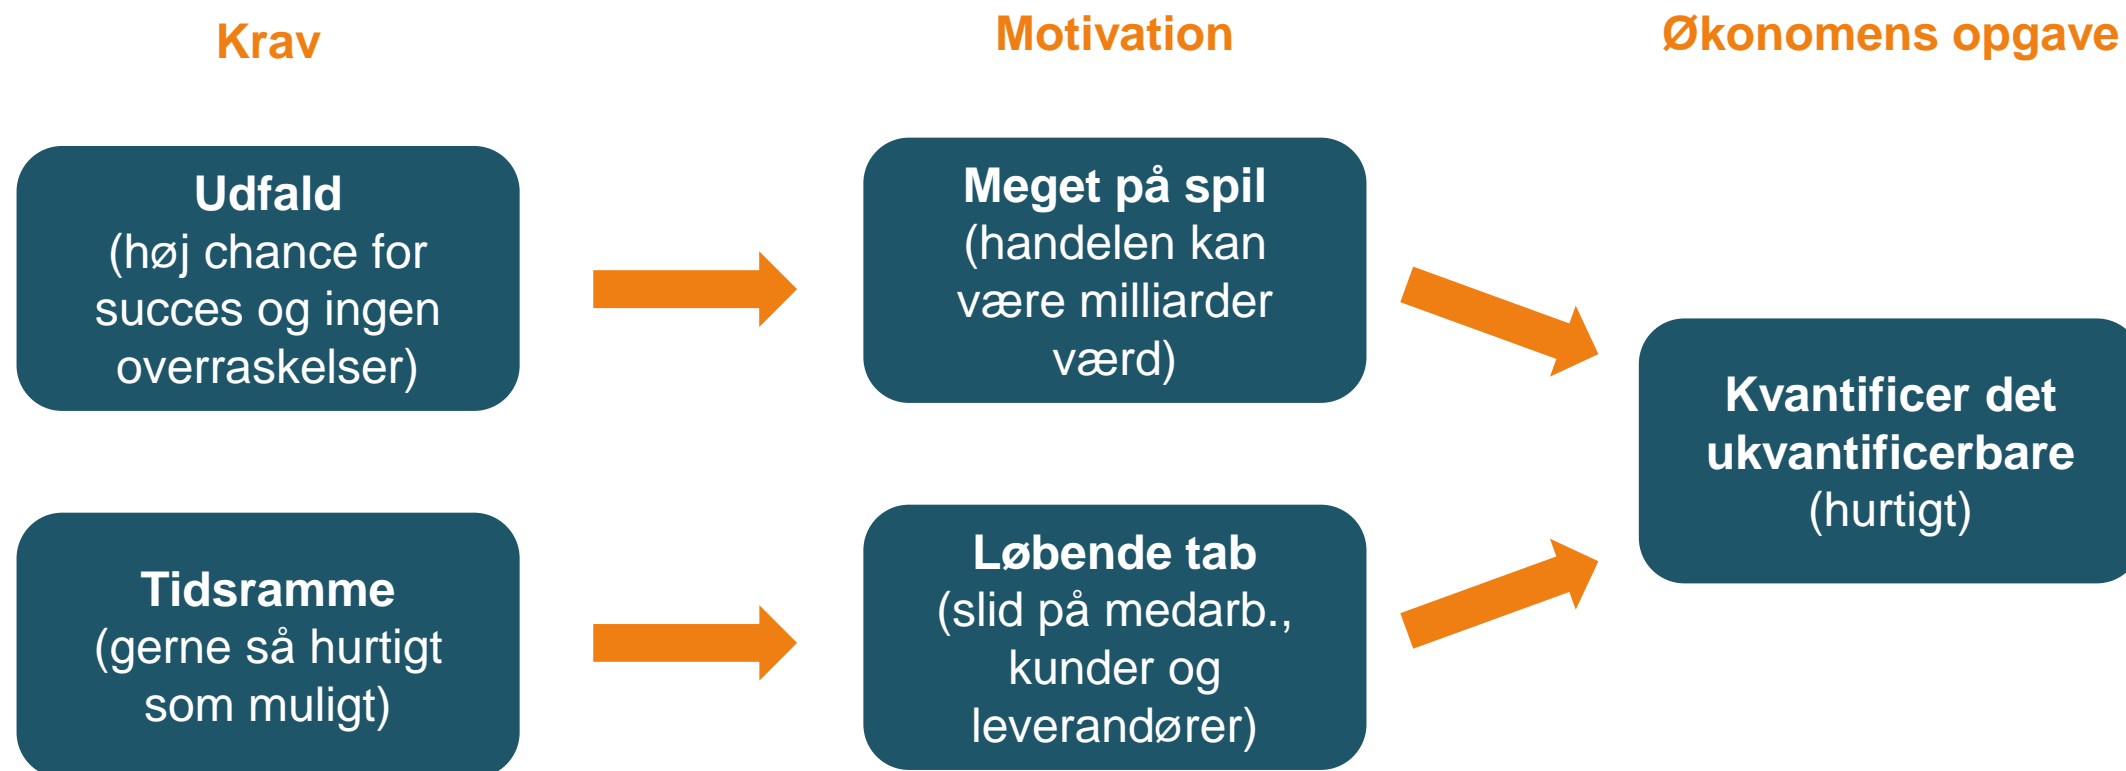 Krav
Motivation
Økonomens opgave
Udfald
(høj chance for
succes og ingen
overraskelser)
Meget på spil
(handelen kan
være milliarder
værd)
Kvantificer det
ukvantificerbare
(hurtigt)
Tidsramme
(gerne så hurtigt
som muligt)
Løbende tab
(slid på medarb.,
kunder og
leverandører)